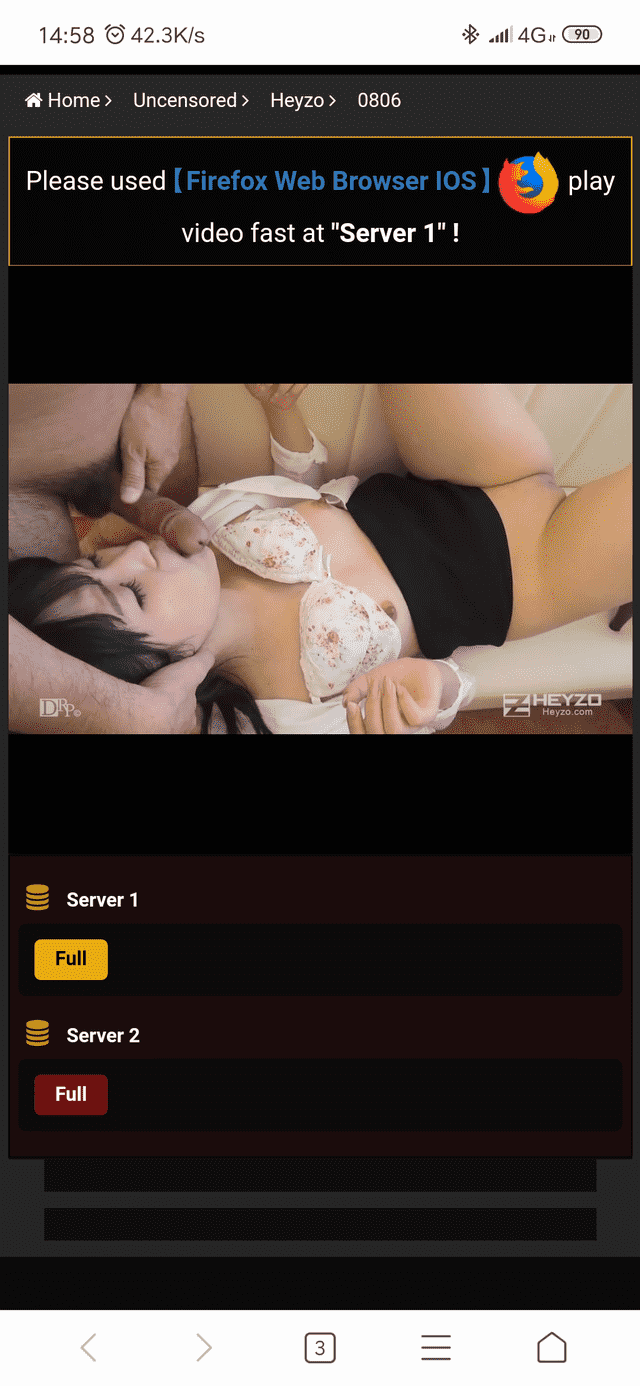 14:58 42.3K/s 4G 90
Home Uncensored Heyzo 0806
Please used【Firefox Web Browser IOS】 play
video fast at "Server 1" !
DRP©
HEYZO
Heyzo.com
Server 1
Full
Server 2
Full
3